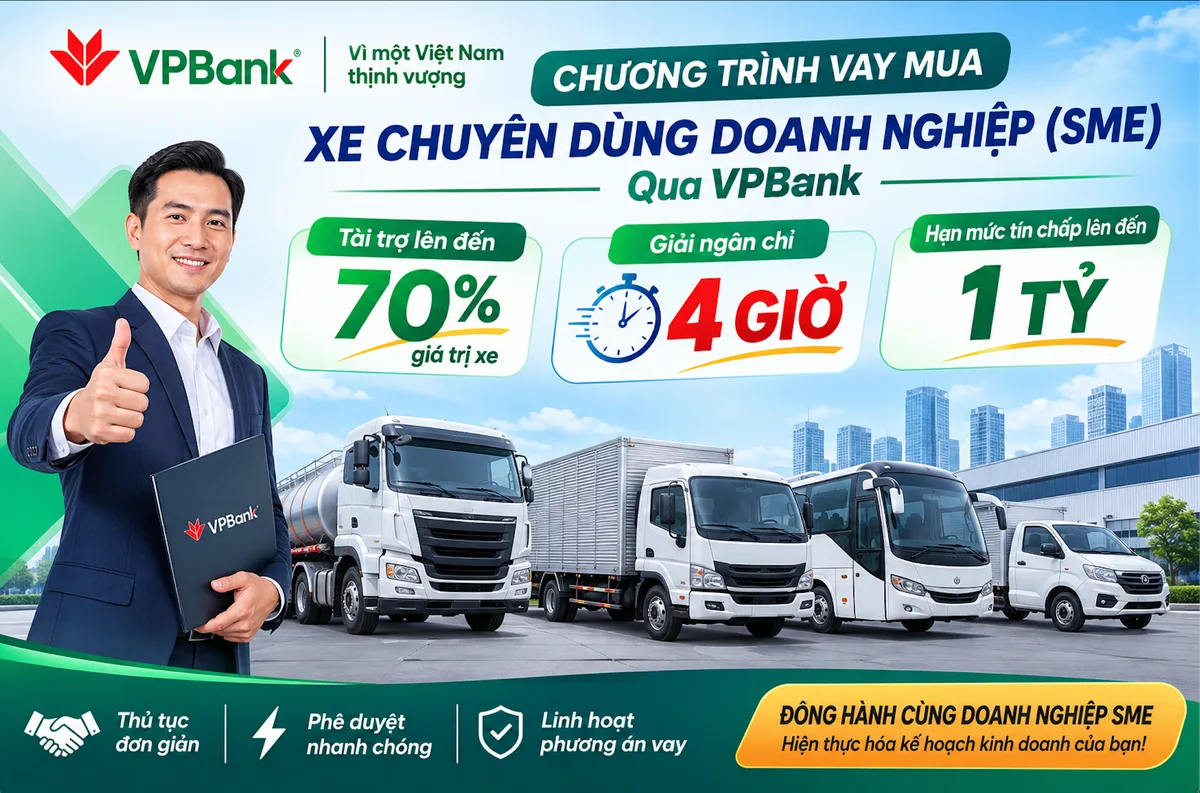 VPBank®
Vì một Việt Nam
thịnh vượng
CHƯƠNG TRÌNH VAY MUA
XE CHUYÊN DÙNG DOANH NGHIỆP (SME)
Qua VPBank
Tài trợ lên đến
70%
giá trị xe
Giải ngân chỉ
4 GIỜ
Hạn mức tín chấp lên đến
1 TỶ
VPBank
Thủ tục
đơn giản
Phê duyệt
nhanh chóng
Linh hoạt
phương án vay
ĐỒNG HÀNH CÙNG DOANH NGHIỆP SME
Hiện thực hóa kế hoạch kinh doanh của bạn!